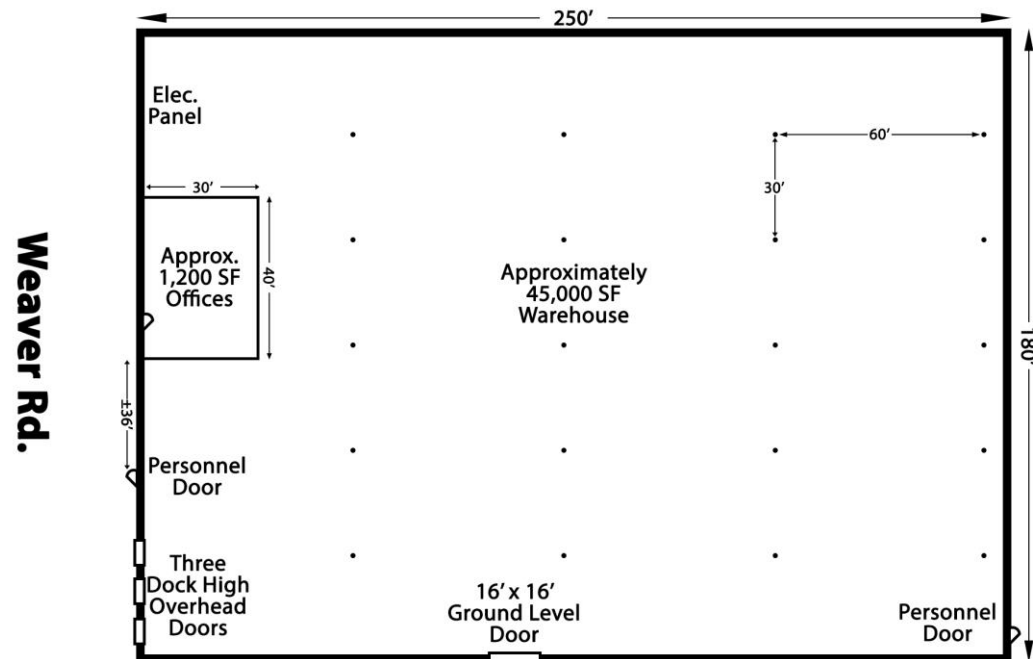 250'
Elec.
Panel
60'
30'
30'
Approx.
1,200 SF
Offices
40'
Approximately
45,000 SF
Warehouse
180'
Weaver Rd.
±36'
Personnel
Door
Three
Dock High
Overhead
Doors
16' x 16'
Ground Level
Door
Personnel
Door